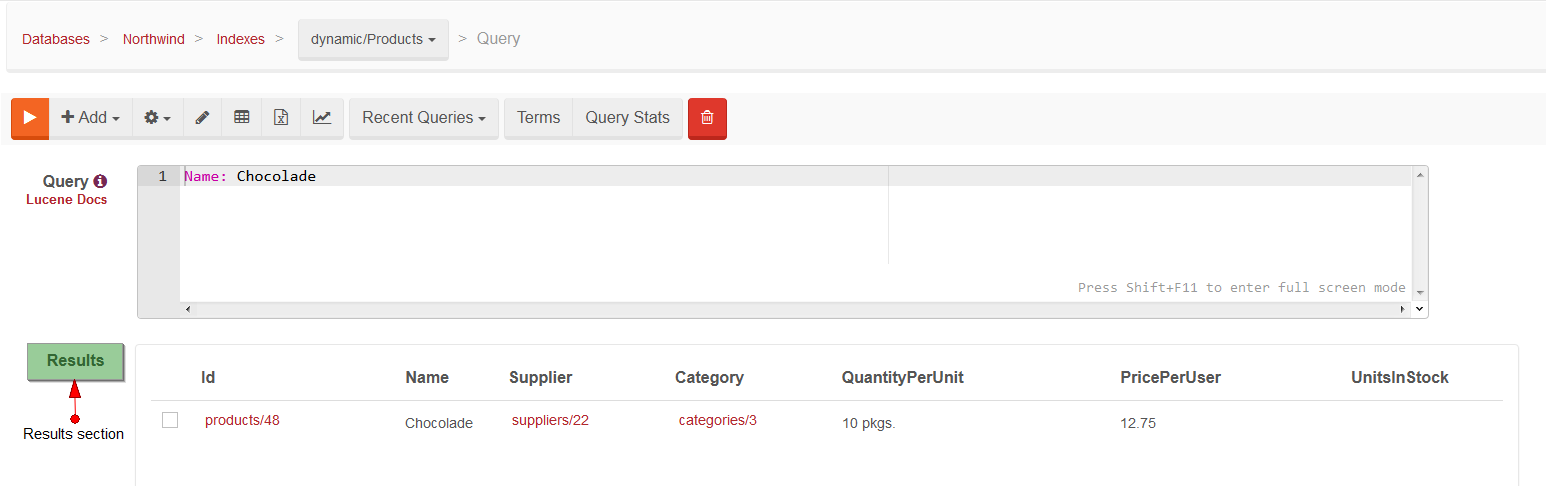 Databases > Northwind > Indexes > dynamic/Products > Query
Add Recent Queries Terms Query Stats
Query
Lucene Docs
1 Name: Chocolade
Press Shift+F11 to enter full screen mode
Results
Results section
Id Name Supplier Category QuantityPerUnit PricePerUser UnitsInStock
products/48 Chocolade suppliers/22 categories/3 10 pkgs. 12.75